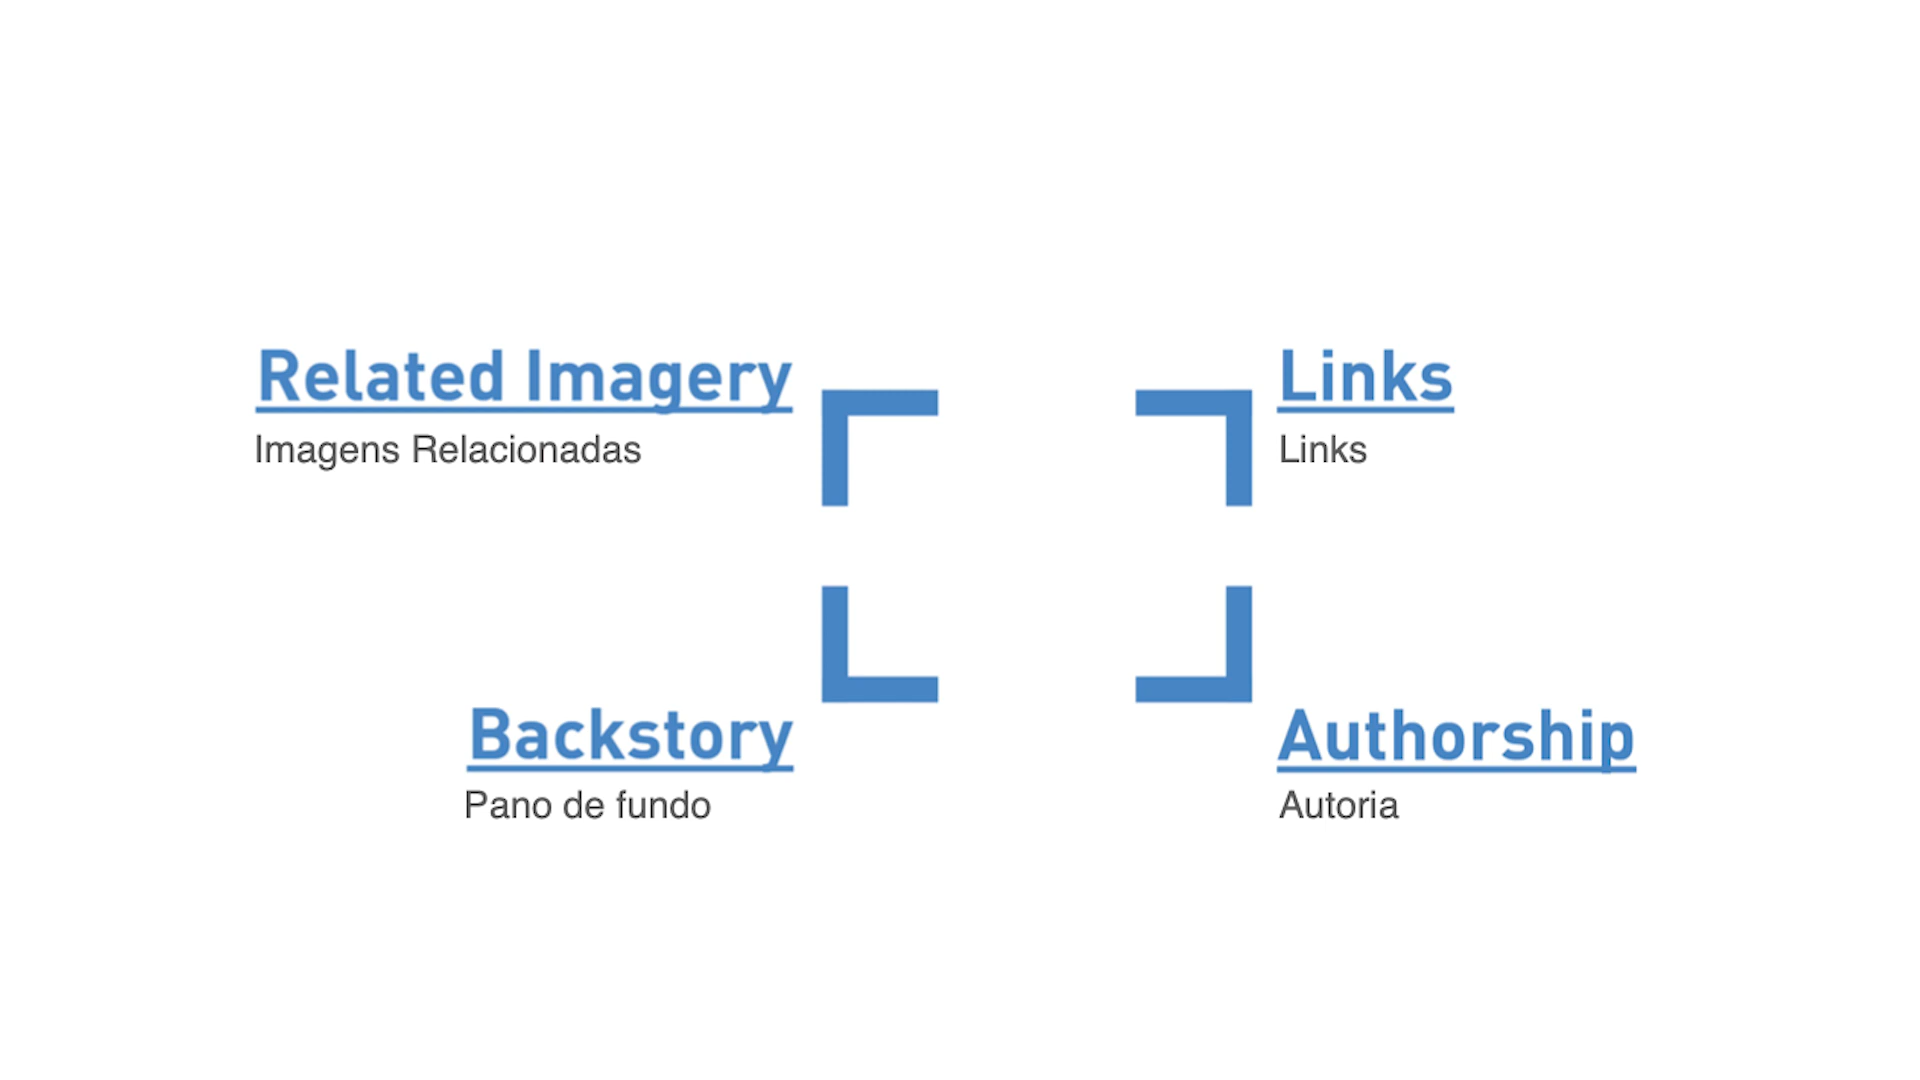 Related Imagery
Imagens Relacionadas
Links
Links
Backstory
Pano de fundo
Authorship
Autoria